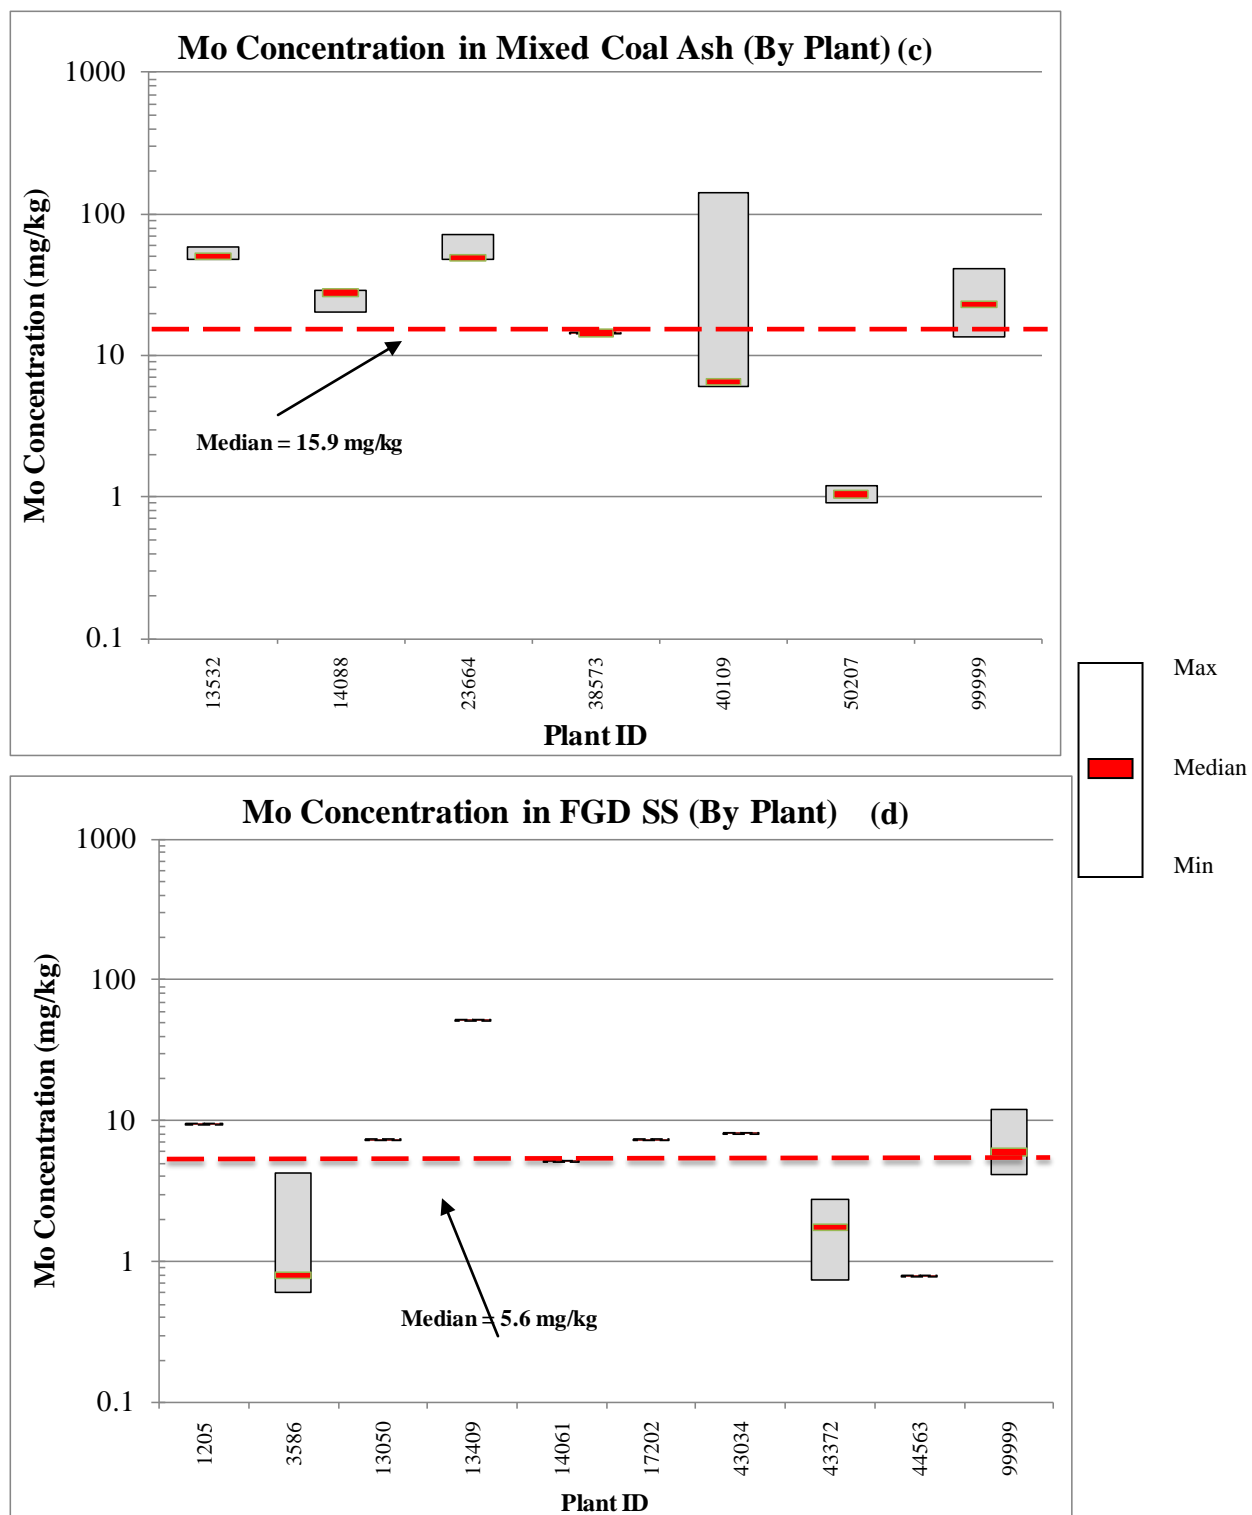 Mo Concentration in Mixed Coal Ash (By Plant) (c)
1000
100
10
1
0.1
Mo Concentration (mg/kg)
Median = 15.9 mg/kg
13532
14088
23664
38573
40109
50207
99999
Plant ID
Max
Median
Min
Mo Concentration in FGD SS (By Plant) (d)
1000
100
10
1
0.1
Mo Concentration (mg/kg)
Median = 5.6 mg/kg
1205
3586
13050
13409
14061
17202
43034
43372
44563
99999
Plant ID